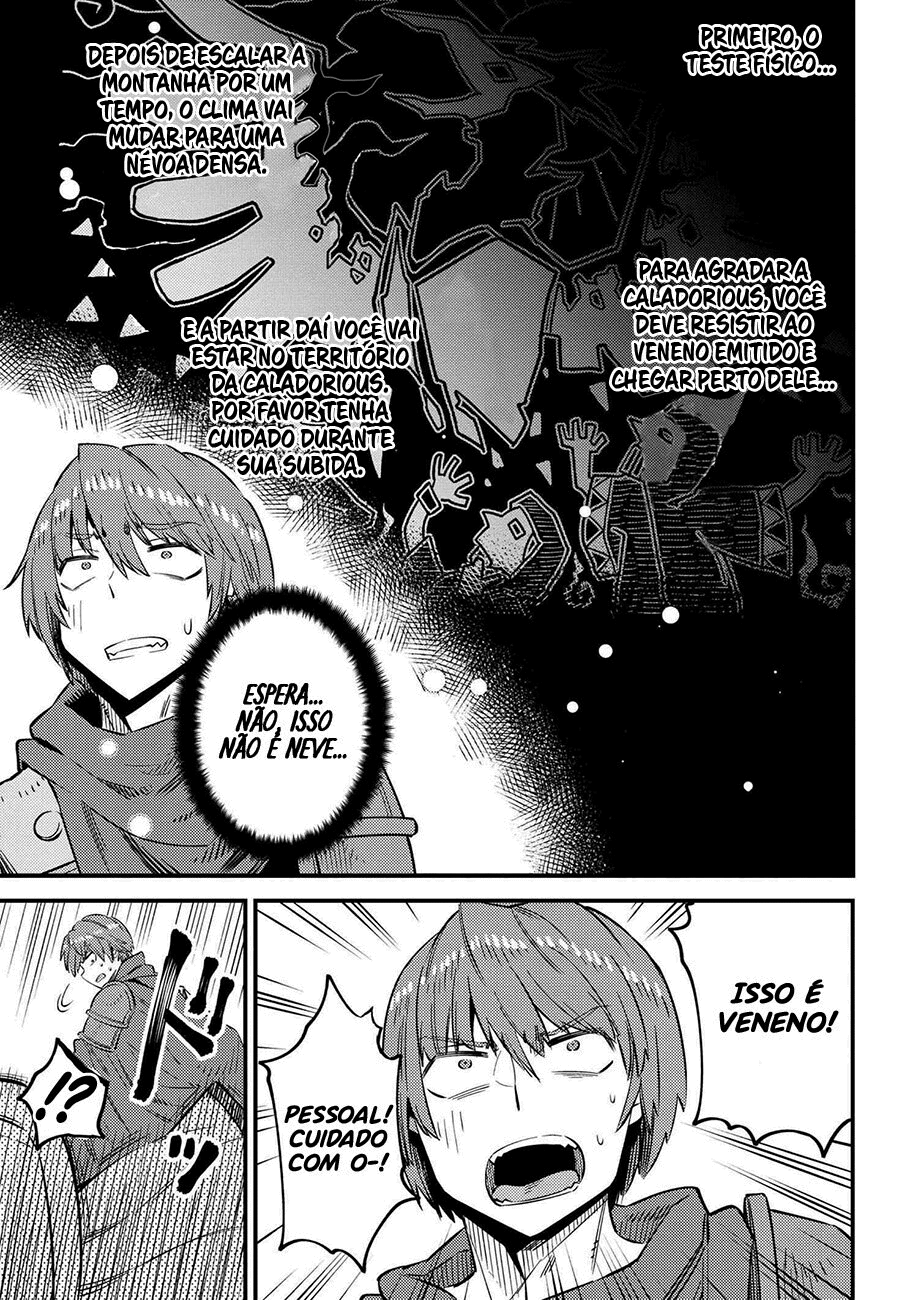 PRIMEIRO, O
TESTE FÍSICO...
DEPOIS DE ESCALAR A
MONTANHA POR UM
TEMPO, O CLIMA VAI
MUDAR PARA UMA
NÉVOA DENSA.
PARA AGRADAR A
CALADORIOUS, VOCÊ
DEVE RESISTIR AO
VENENO EMITIDO E
CHEGAR PERTO DELE...
E A PARTIR DAÍ VOCÊ VAI
ESTAR NO TERRITÓRIO
DA CALADORIOUS.
POR FAVOR TENHA
CUIDADO DURANTE
SUA SUBIDA.
ESPERA...
NÃO, ISSO
NÃO É NEVE...
ISSO É
VENENO!
PESSOAL!
CUIDADO
COM O-!
ドドッ
!?